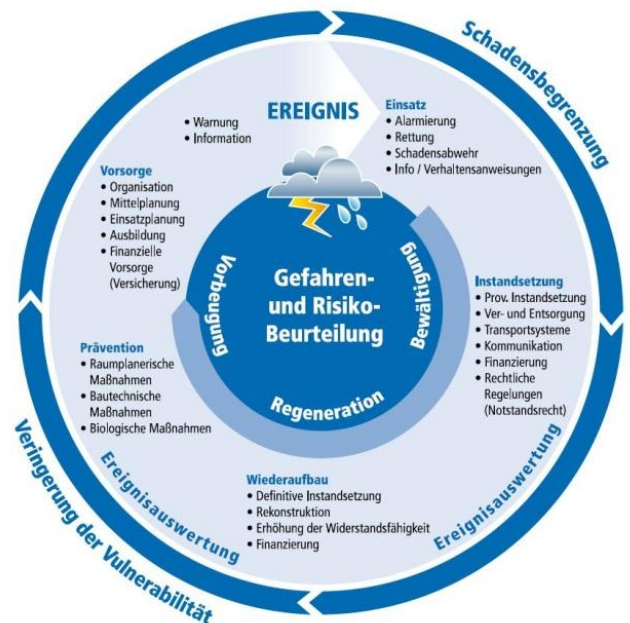 Schadensbegrenzung
EREIGNIS
• Warnung
• Information
Einsatz
• Alarmierung
• Rettung
• Schadensabwehr
• Info / Verhaltensanweisungen
Vorsorge
• Organisation
• Mittelplanung
• Einsatzplanung
• Ausbildung
• Finanzielle
Vorsorge
(Versicherung)
Vorbeugung
Gefahren-
und Risiko-
Beurteilung
Bewältigung
Regeneration
Instandsetzung
• Prov. Instandsetzung
• Ver- und Entsorgung
• Transportsysteme
• Kommunikation
• Finanzierung
• Rechtliche
Regelungen
(Notstandsrecht)
Prävention
• Raumplanerische
Maßnahmen
• Bautechnische
Maßnahmen
• Biologische Maßnahmen
Ereignisauswertung
Wiederaufbau
• Definitive Instandsetzung
• Rekonstruktion
• Erhöhung der Widerstandsfähigkeit
• Finanzierung
Ereignisauswertung
Veringerung der Vulnerabilität